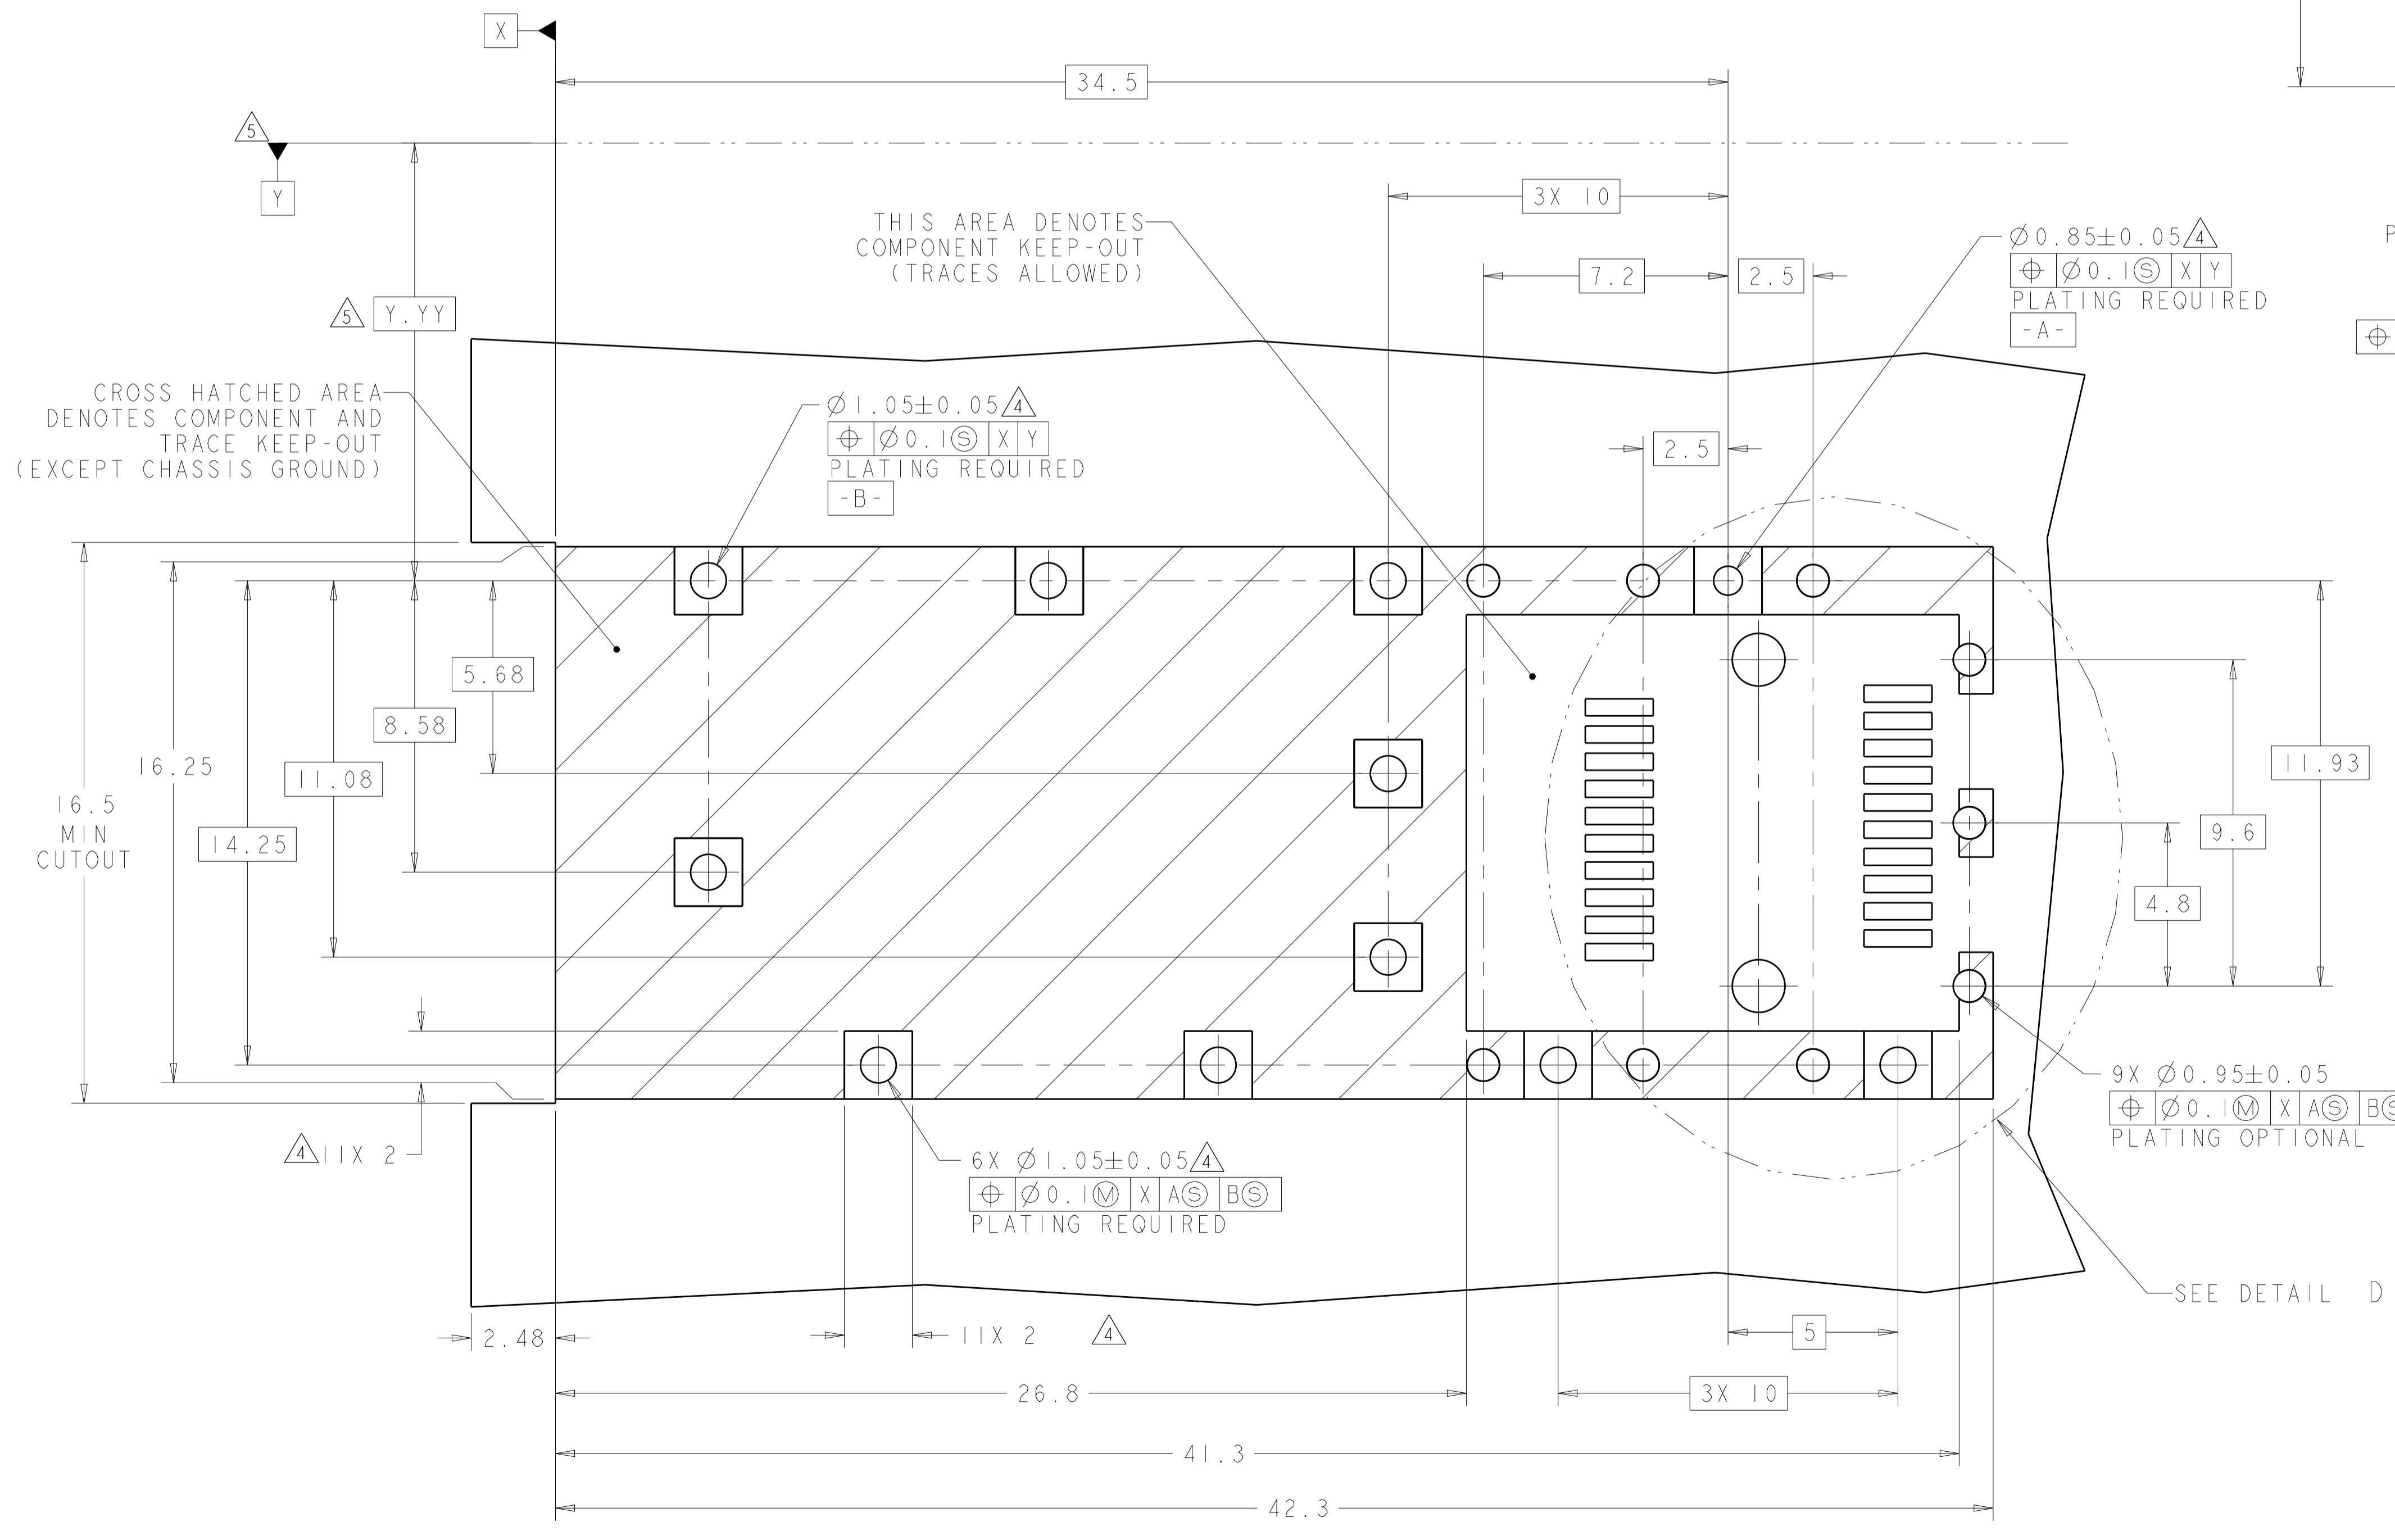 X
34.5
5
Y
3X 10
THIS AREA DENOTES
COMPONENT KEEP-OUT
(TRACES ALLOWED)
Ø0.85±0.05 4
⌖ Ø0.1Ⓢ X Y
PLATING REQUIRED
-A-
P
⌖
7.2
2.5
5
Y.YY
CROSS HATCHED AREA
DENOTES COMPONENT AND
TRACE KEEP-OUT
(EXCEPT CHASSIS GROUND)
Ø1.05±0.05 4
⌖ Ø0.1Ⓢ X Y
PLATING REQUIRED
-B-
2.5
5.68
8.58
16.25
11.08
16.5
MIN
CUTOUT
14.25
11.93
9.6
4.8
4 11X 2
6X Ø1.05±0.05 4
⌖ Ø0.1Ⓜ X AⓈ BⓈ
PLATING REQUIRED
9X Ø0.95±0.05
⌖ Ø0.1Ⓜ X AⓈ BⓈ
PLATING OPTIONAL
SEE DETAIL D
2.48
11X 2 4
5
26.8
3X 10
41.3
42.3